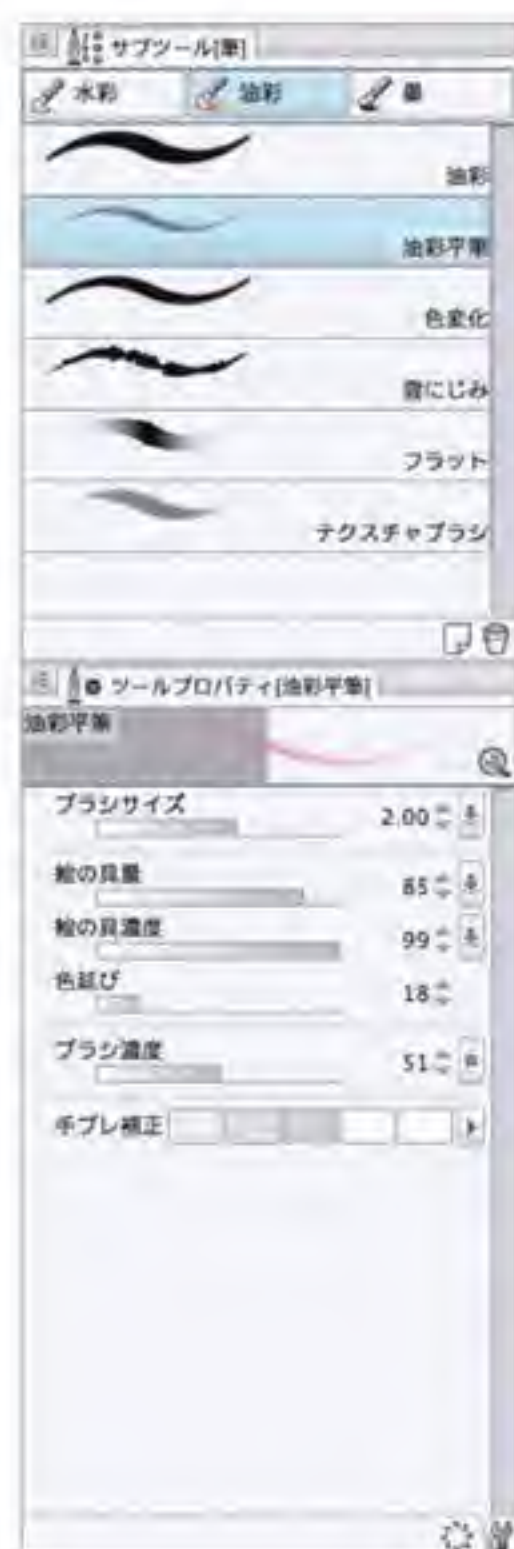 サブツール[筆]
水彩 油彩 墨
油彩
油彩平筆
色変化
霞にじみ
フラット
テクスチャブラシ
ツールプロパティ[油彩平筆]
油彩平筆
ブラシサイズ 2.00
絵の具量 85
絵の具濃度 99
色延び 18
ブラシ濃度 51
手ブレ補正